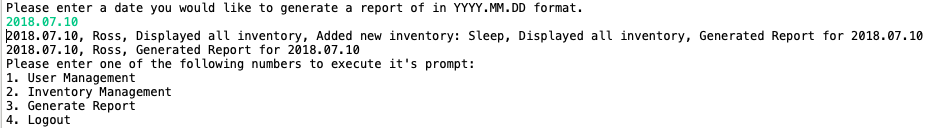 Please enter a date you would like to generate a report of in YYYY.MM.DD format.
2018.07.10
2018.07.10, Ross, Displayed all inventory, Added new inventory: Sleep, Displayed all inventory, Generated Report for 2018.07.10
2018.07.10, Ross, Generated Report for 2018.07.10
Please enter one of the following numbers to execute it's prompt:
1. User Management
2. Inventory Management
3. Generate Report
4. Logout